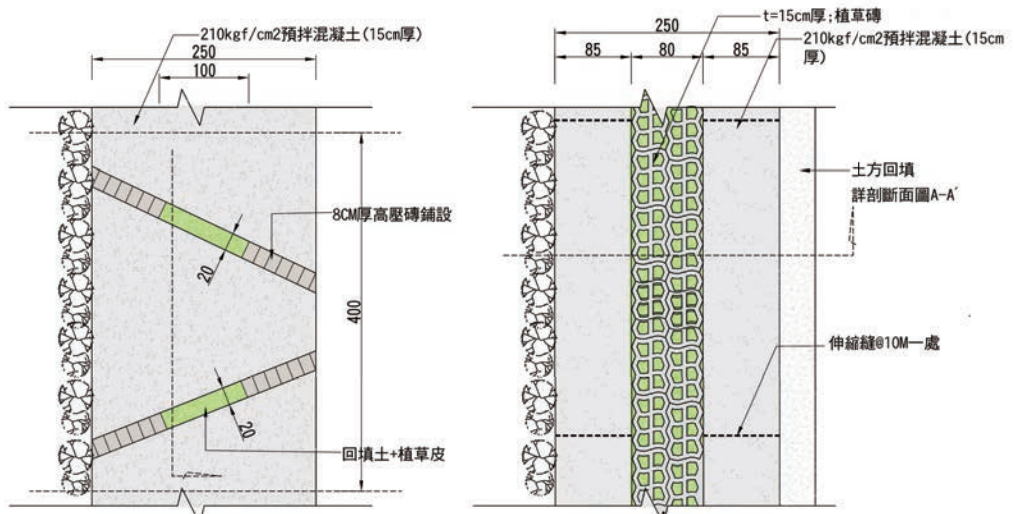 210kgf/cm2預拌混凝土(15cm厚)
250
100
8CM厚高壓磚鋪設
20
400
20
回填土+植草皮
t=15cm厚;植草磚
250
210kgf/cm2預拌混凝土(15cm
厚)
85
80
85
土方回填
詳剖斷面圖A-A′
伸縮縫@10M一處